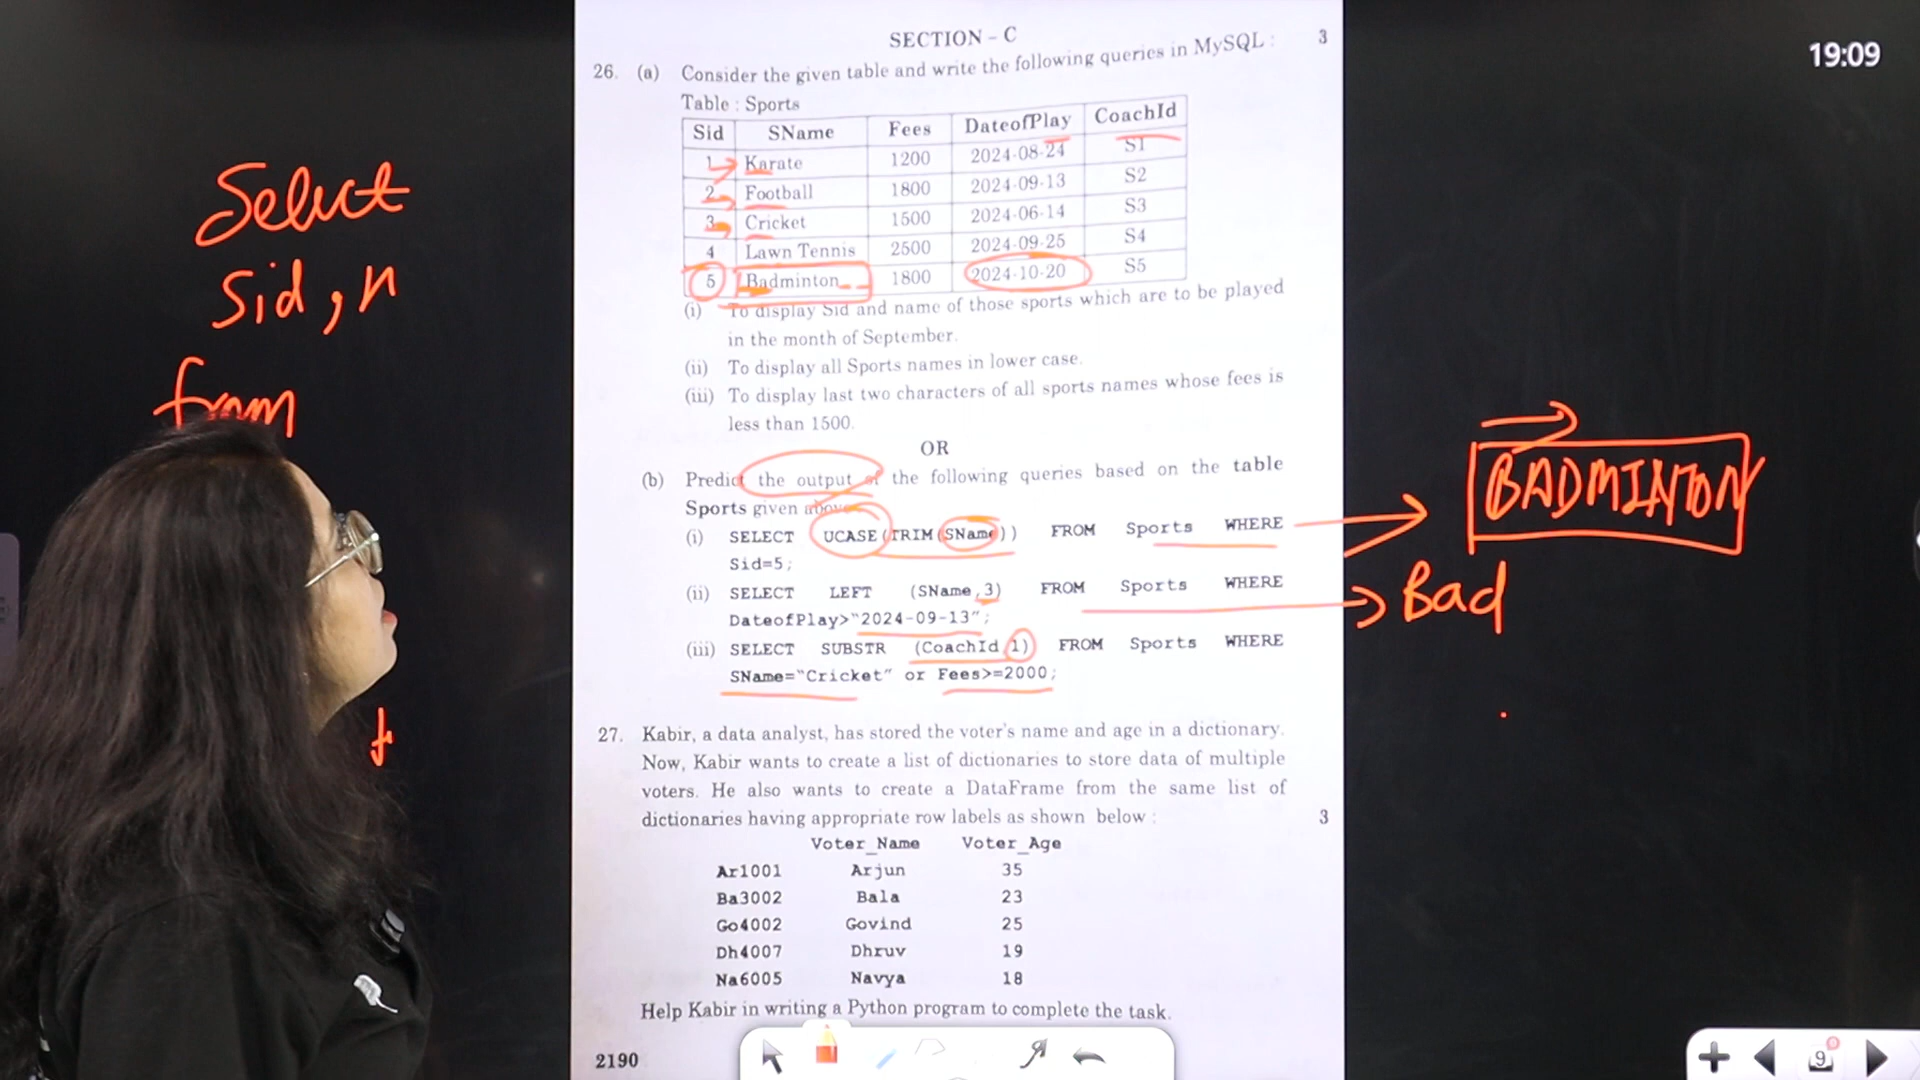 19:09
SECTION – C
26. (a) Consider the given table and write the following queries in MySQL : 3
Table : Sports
Sid SName Fees DateofPlay CoachId
1 Karate 1200 2024-08-24 S1
2 Football 1800 2024-09-13 S2
3 Cricket 1500 2024-06-14 S3
4 Lawn Tennis 2500 2024-09-25 S4
5 Badminton 1800 2024-10-20 S5
(i) To display Sid and name of those sports which are to be played
in the month of September.
(ii) To display all Sports names in lower case.
(iii) To display last two characters of all sports names whose fees is
less than 1500.
OR
(b) Predict the output of the following queries based on the table
Sports given above
(i) SELECT UCASE(TRIM(SName)) FROM Sports WHERE
Sid=5;
(ii) SELECT LEFT (SName,3) FROM Sports WHERE
DateofPlay>"2024-09-13";
(iii) SELECT SUBSTR (CoachId,1) FROM Sports WHERE
SName="Cricket" or Fees>=2000;
27. Kabir, a data analyst, has stored the voter's name and age in a dictionary.
Now, Kabir wants to create a list of dictionaries to store data of multiple
voters. He also wants to create a DataFrame from the same list of
dictionaries having appropriate row labels as shown below : 3
Voter_Name Voter_Age
Ar1001 Arjun 35
Ba3002 Bala 23
Go4002 Govind 25
Dh4007 Dhruv 19
Na6005 Navya 18
Help Kabir in writing a Python program to complete the task.
2190
Select
Sid, n
from
BADMINTON
Bad
9